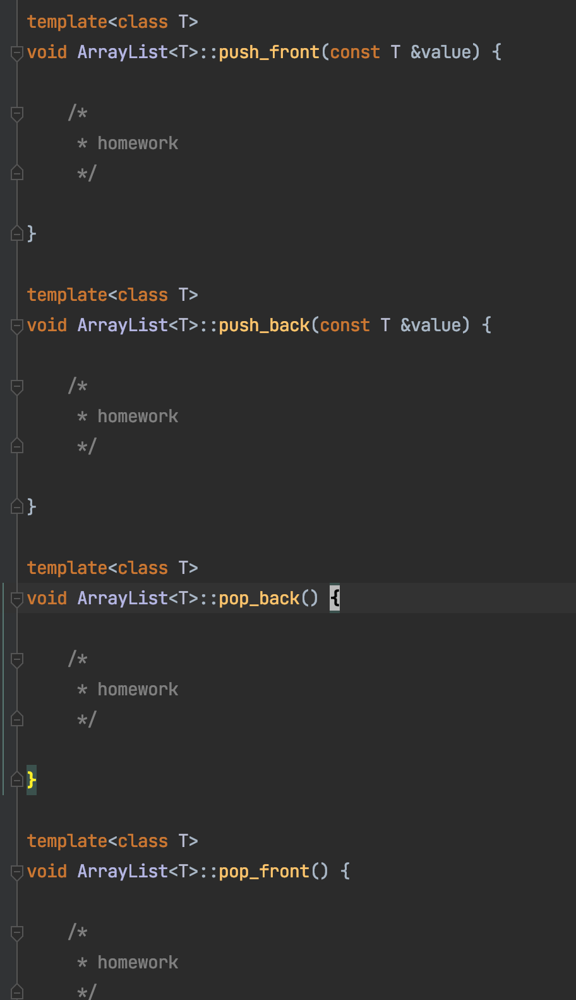 template<class T>
void ArrayList<T>::push_front(const T &value) {
/*
* homework
*/
}
template<class T>
void ArrayList<T>::push_back(const T &value) {
/*
* homework
*/
}
template<class T>
void ArrayList<T>::pop_back() {
/*
* homework
*/
}
template<class T>
void ArrayList<T>::pop_front() {
/*
* homework
*/